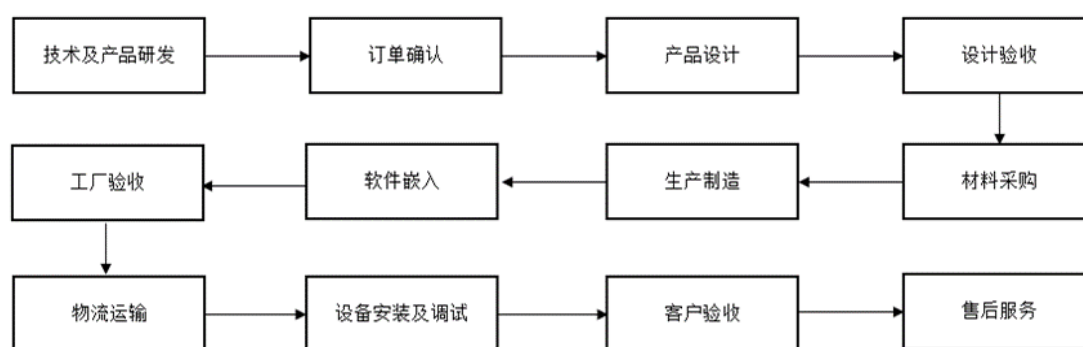 技术及产品研发
订单确认
产品设计
设计验收
材料采购
生产制造
软件嵌入
工厂验收
物流运输
设备安装及调试
客户验收
售后服务